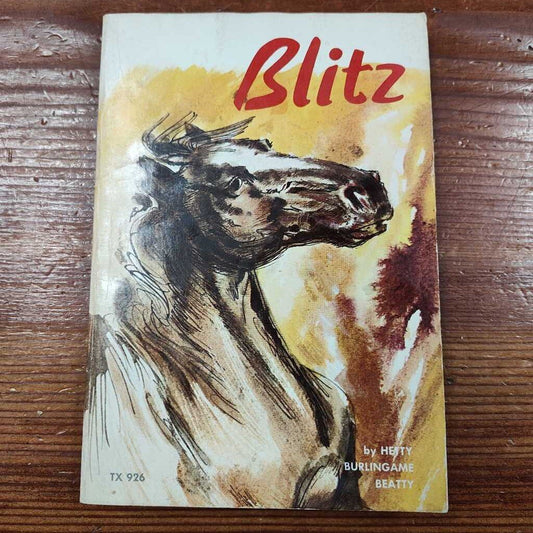 Blitz
by HETTY
BURLINGAME
BEATTY
TX 926